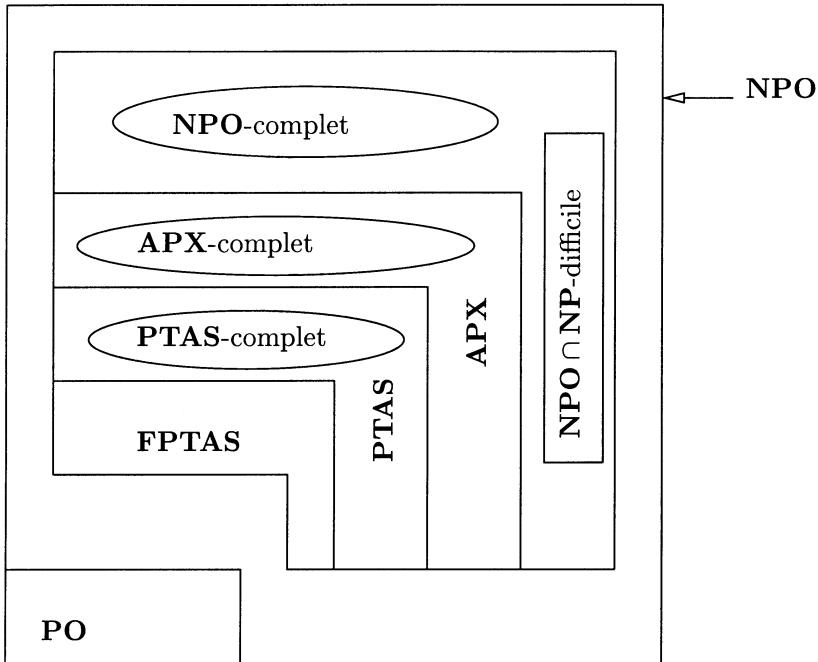 NPO
NPO-complet
APX-complet
PTAS-complet
FPTAS
PTAS
APX
NPO ∩ NP-difficile
PO